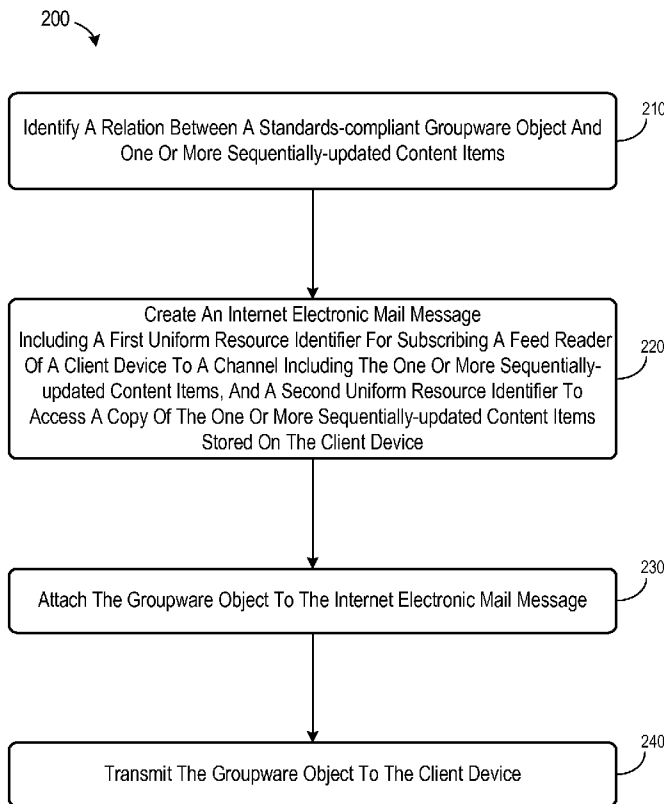 200
210
Identify A Relation Between A Standards-compliant Groupware Object And
One Or More Sequentially-updated Content Items
Create An Internet Electronic Mail Message
Including A First Uniform Resource Identifier For Subscribing A Feed Reader
Of A Client Device To A Channel Including The One Or More Sequentially-
updated Content Items, And A Second Uniform Resource Identifier To
Access A Copy Of The One Or More Sequentially-updated Content Items
Stored On The Client Device
220
230
Attach The Groupware Object To The Internet Electronic Mail Message
240
Transmit The Groupware Object To The Client Device